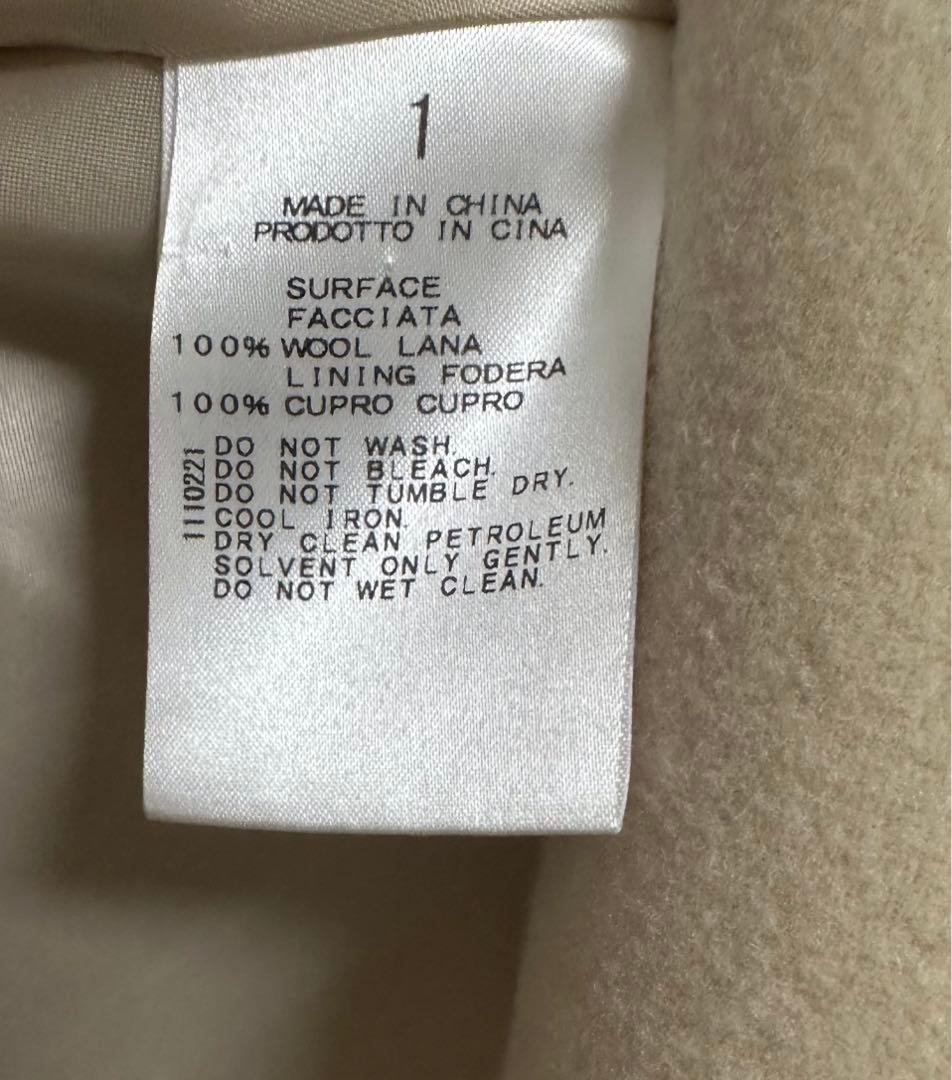 1
MADE IN CHINA
PRODOTTO IN CINA
SURFACE
FACCIATA
100% WOOL LANA
LINING FODERA
100% CUPRO CUPRO
DO NOT WASH.
DO NOT BLEACH.
DO NOT TUMBLE DRY.
COOL IRON.
DRY CLEAN PETROLEUM
SOLVENT ONLY GENTLY.
DO NOT WET CLEAN.
1110221